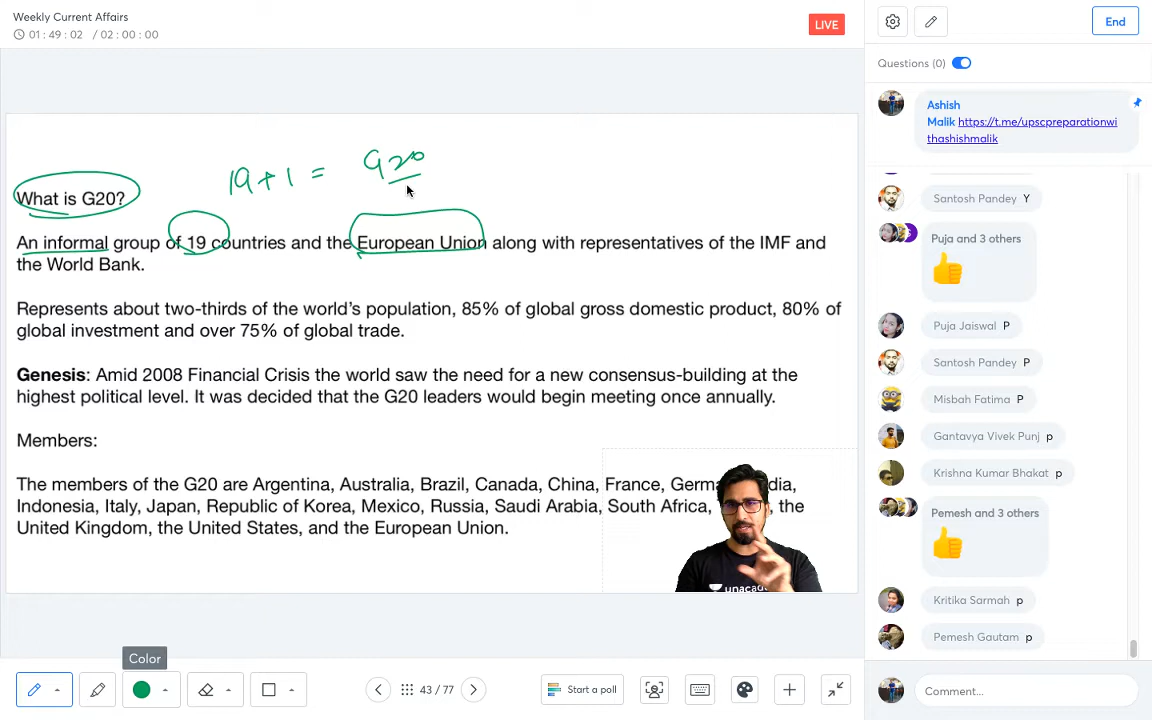 Weekly Current Affairs
01 : 49 : 02 / 02 : 00 : 00
LIVE
End
Questions (0)
Ashish
Malik https://t.me/upscpreparationwi
thashishmalik
19 + 1 = G20
What is G20?
An informal group of 19 countries and the European Union along with representatives of the IMF and
the World Bank.
Represents about two-thirds of the world's population, 85% of global gross domestic product, 80% of
global investment and over 75% of global trade.
Genesis: Amid 2008 Financial Crisis the world saw the need for a new consensus-building at the
highest political level. It was decided that the G20 leaders would begin meeting once annually.
Members:
The members of the G20 are Argentina, Australia, Brazil, Canada, China, France,
Indonesia, Italy, Japan, Republic of Korea, Mexico, Russia, Saudi Arabia, South Africa, the
United Kingdom, the United States, and the European Union.
Color
43 / 77
Start a poll
Santosh Pandey Y
Puja and 3 others
Puja Jaiswal P
Santosh Pandey P
Misbah Fatima P
Gantavya Vivek Punj p
Krishna Kumar Bhakat p
Pemesh and 3 others
Kritika Sarmah p
Pemesh Gautam p
Comment...